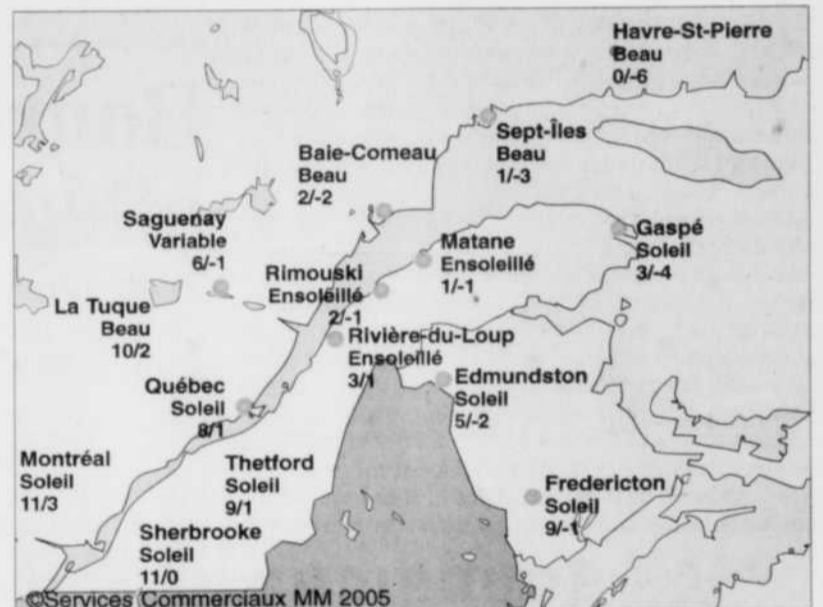 Havre-St-Pierre
Beau
0/-6
Sept-Îles
Beau
1/-3
Baie-Comeau
Beau
2/-2
Saguenay
Variable
6/-1
Matane
Ensoleillé
1/-1
Gaspé
Soleil
3/-4
Rimouski
Ensoleillé
2/-1
La Tuque
Beau
10/2
Rivière-du-Loup
Ensoleillé
3/1
Québec
Soleil
8/1
Edmundston
Soleil
5/-2
Montréal
Soleil
11/3
Thetford
Soleil
9/1
Fredericton
Soleil
9/-1
Sherbrooke
Soleil
11/0
©Services Commerciaux MM 2005